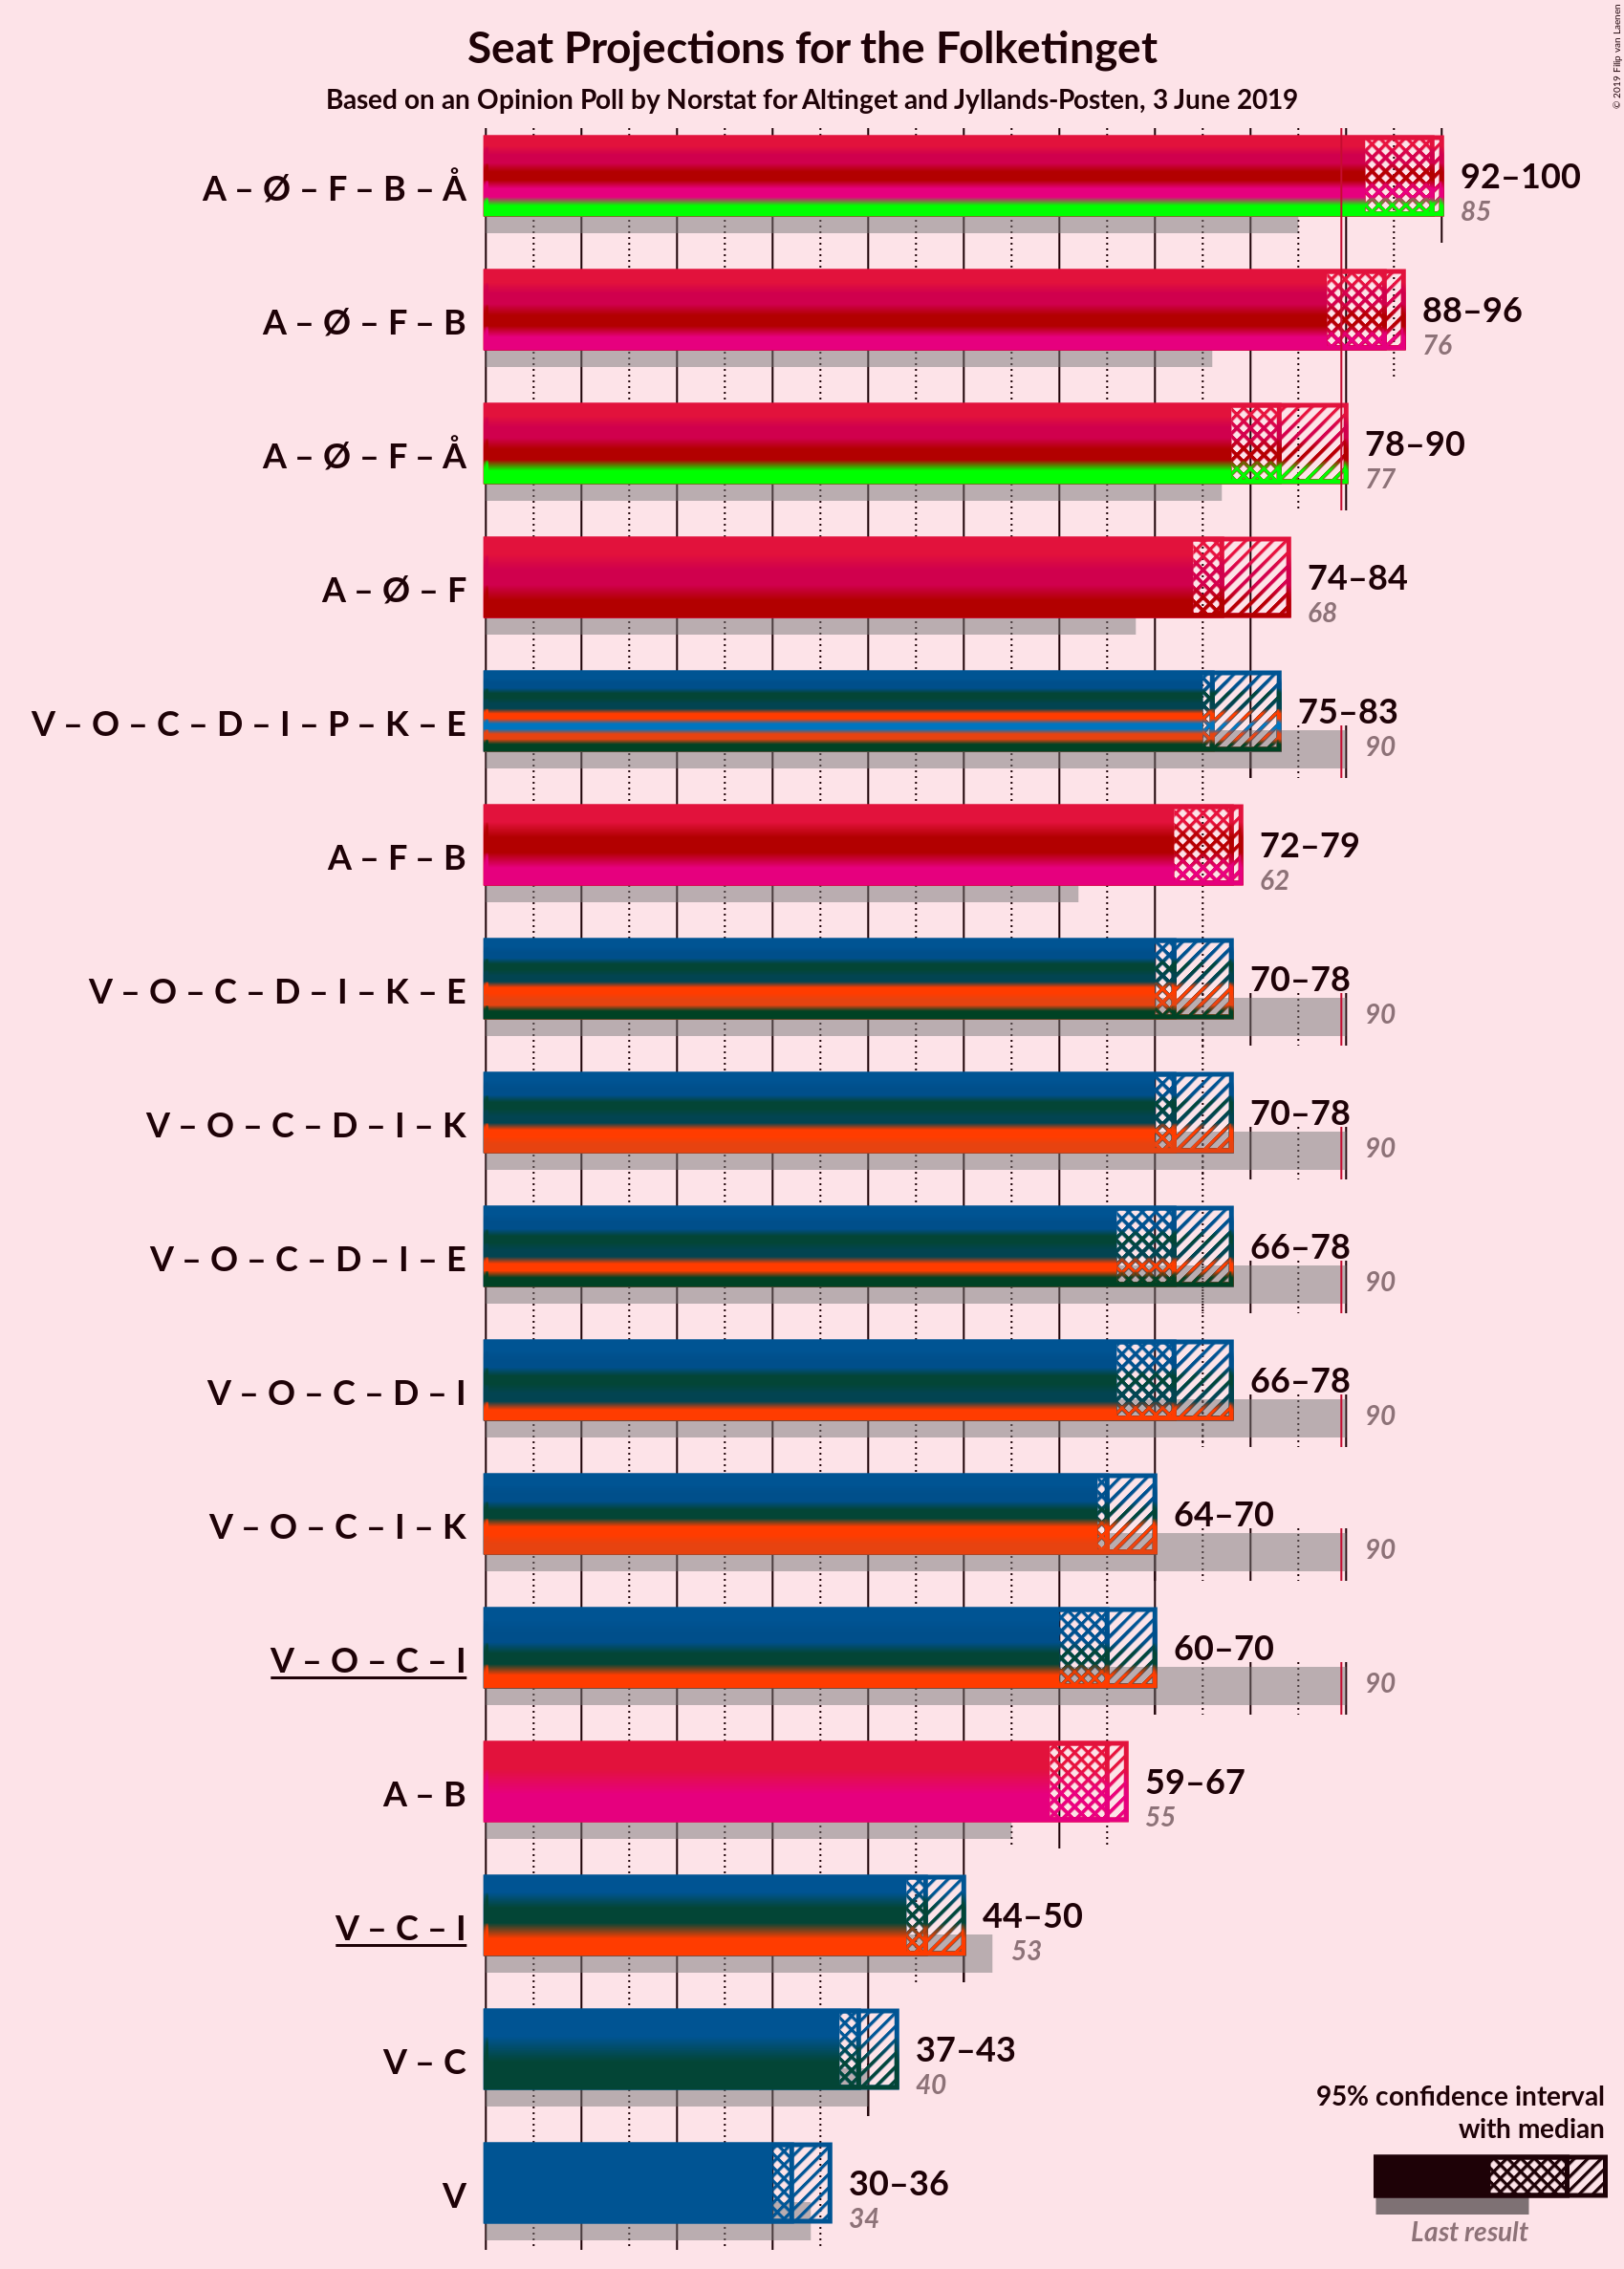 Seat Projections for the Folketinget
Based on an Opinion Poll by Norstat for Altinget and Jyllands-Posten, 3 June 2019
© 2019 Filip van Laenen
A – Ø – F – B – Å
92–100
85
A – Ø – F – B
88–96
76
A – Ø – F – Å
78–90
77
A – Ø – F
74–84
68
V – O – C – D – I – P – K – E
75–83
90
A – F – B
72–79
62
V – O – C – D – I – K – E
70–78
90
V – O – C – D – I – K
70–78
90
V – O – C – D – I – E
66–78
90
V – O – C – D – I
66–78
90
V – O – C – I – K
64–70
90
V – O – C – I
60–70
90
A – B
59–67
55
V – C – I
44–50
53
V – C
37–43
40
V
30–36
34
95% confidence interval
with median
Last result